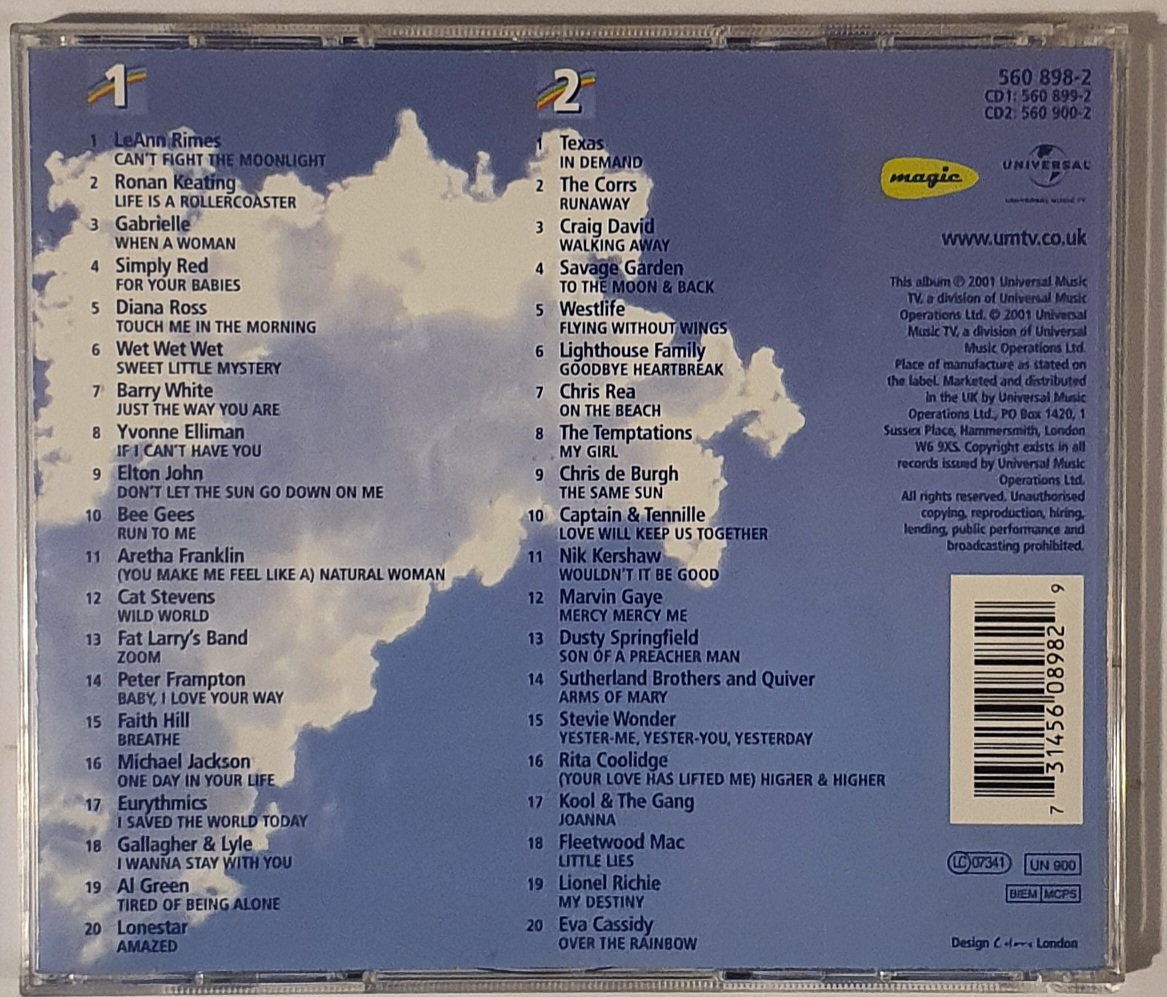 1
1 LeAnn Rimes
CAN'T FIGHT THE MOONLIGHT
2 Ronan Keating
LIFE IS A ROLLERCOASTER
3 Gabrielle
WHEN A WOMAN
4 Simply Red
FOR YOUR BABIES
5 Diana Ross
TOUCH ME IN THE MORNING
6 Wet Wet Wet
SWEET LITTLE MYSTERY
7 Barry White
JUST THE WAY YOU ARE
8 Yvonne Elliman
IF I CAN'T HAVE YOU
9 Elton John
DON'T LET THE SUN GO DOWN ON ME
10 Bee Gees
RUN TO ME
11 Aretha Franklin
(YOU MAKE ME FEEL LIKE A) NATURAL WOMAN
12 Cat Stevens
WILD WORLD
13 Fat Larry's Band
ZOOM
14 Peter Frampton
BABY, I LOVE YOUR WAY
15 Faith Hill
BREATHE
16 Michael Jackson
ONE DAY IN YOUR LIFE
17 Eurythmics
I SAVED THE WORLD TODAY
18 Gallagher & Lyle
I WANNA STAY WITH YOU
19 Al Green
TIRED OF BEING ALONE
20 Lonestar
AMAZED
2
1 Texas
IN DEMAND
2 The Corrs
RUNAWAY
3 Craig David
WALKING AWAY
4 Savage Garden
TO THE MOON & BACK
5 Westlife
FLYING WITHOUT WINGS
6 Lighthouse Family
GOODBYE HEARTBREAK
7 Chris Rea
ON THE BEACH
8 The Temptations
MY GIRL
9 Chris de Burgh
THE SAME SUN
10 Captain & Tennille
LOVE WILL KEEP US TOGETHER
11 Nik Kershaw
WOULDN'T IT BE GOOD
12 Marvin Gaye
MERCY MERCY ME
13 Dusty Springfield
SON OF A PREACHER MAN
14 Sutherland Brothers and Quiver
ARMS OF MARY
15 Stevie Wonder
YESTER-ME, YESTER-YOU, YESTERDAY
16 Rita Coolidge
(YOUR LOVE HAS LIFTED ME) HIGHER & HIGHER
17 Kool & The Gang
JOANNA
18 Fleetwood Mac
LITTLE LIES
19 Lionel Richie
MY DESTINY
20 Eva Cassidy
OVER THE RAINBOW
560 898-2
CD1: 560 899-2
CD2: 560 900-2
magic
UNIVERSAL
UNIVERSAL MUSIC TV
www.umtv.co.uk
This album ℗ 2001 Universal Music
TV, a division of Universal Music
Operations Ltd. © 2001 Universal
Music TV, a division of Universal
Music Operations Ltd.
Place of manufacture as stated on
the label. Marketed and distributed
in the UK by Universal Music
Operations Ltd., PO Box 1420, 1
Sussex Place, Hammersmith, London
W6 9XS. Copyright exists in all
records issued by Universal Music
Operations Ltd.
All rights reserved. Unauthorised
copying, reproduction, hiring,
lending, public performance and
broadcasting prohibited.
7 31456 08982 9
LC 07341 UN 900
BIEM MCPS
Design London